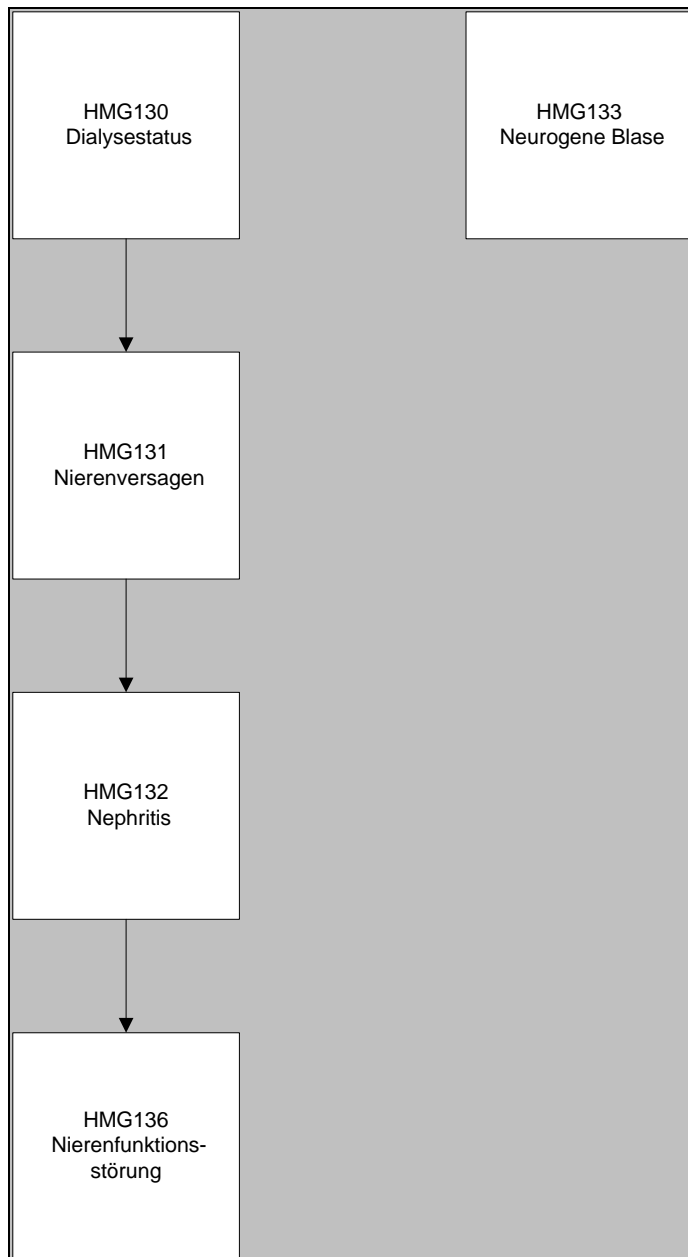 HMG130
Dialysestatus
HMG133
Neurogene Blase
HMG131
Nierenversagen
HMG132
Nephritis
HMG136
Nierenfunktions-
störung